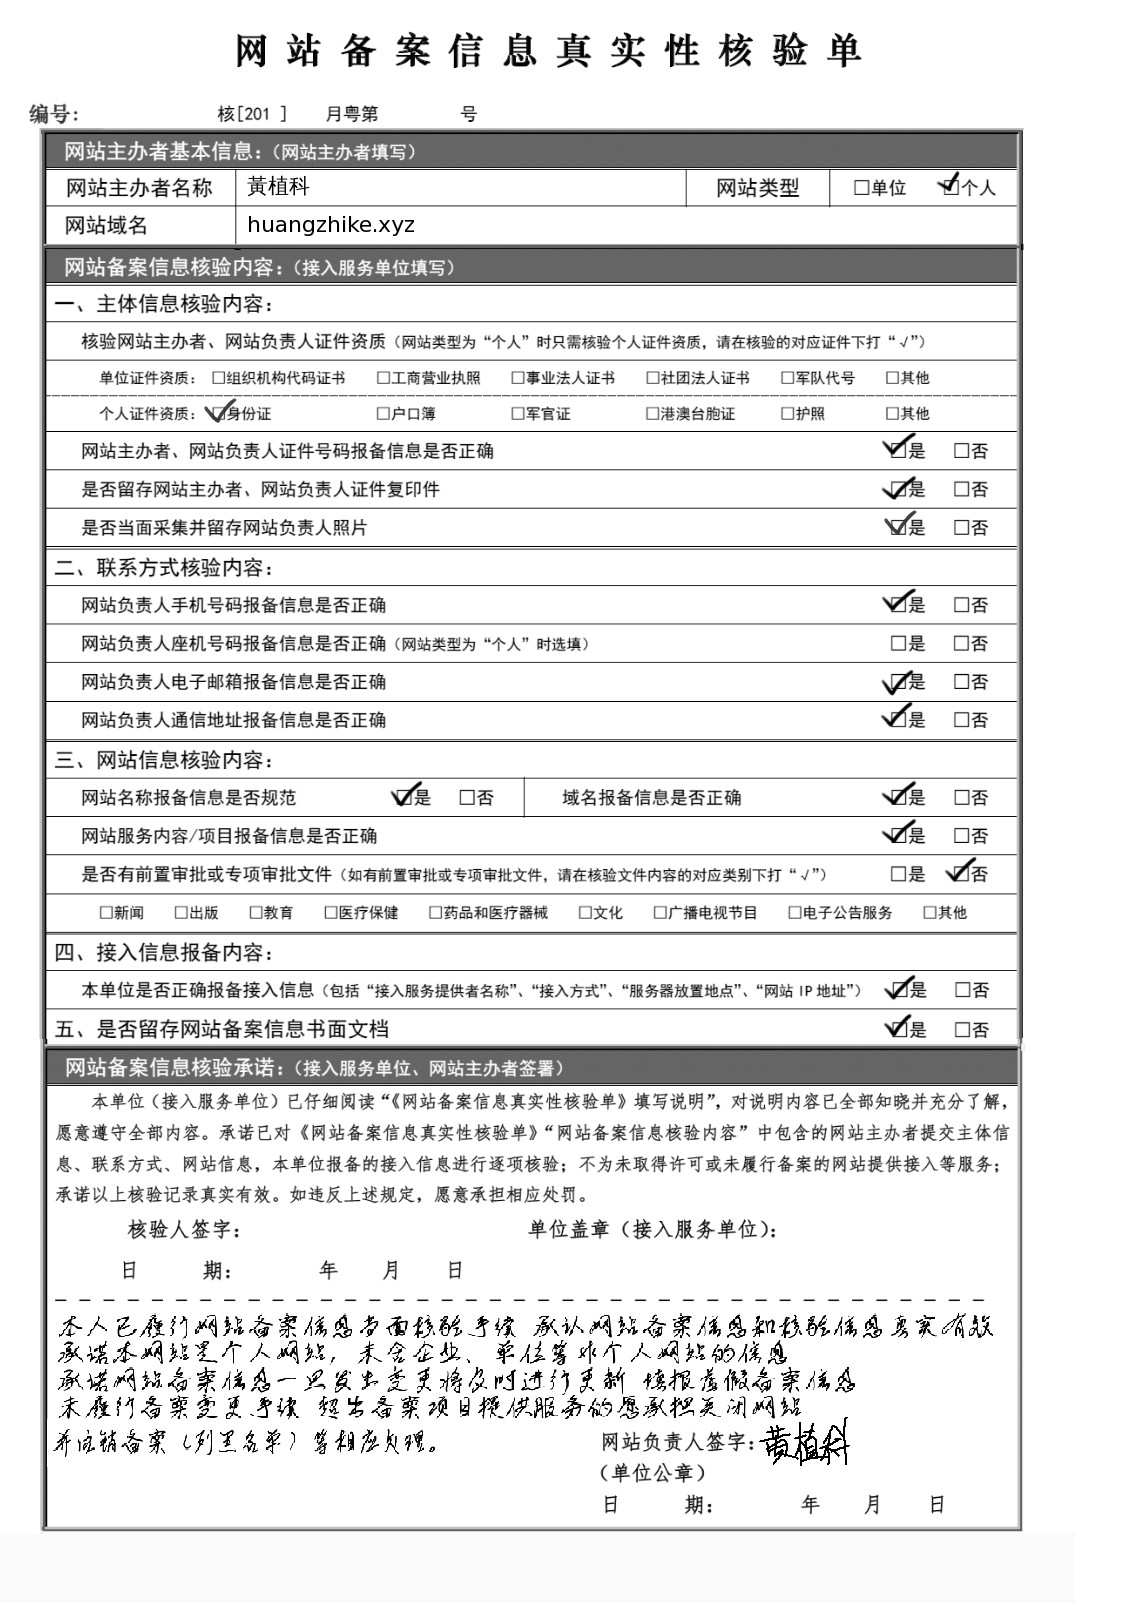 网站备案信息真实性核验单
编号： 核[201 ] 月粤第 号
网站主办者基本信息：（网站主办者填写）
网站主办者名称 黃植科 网站类型 □单位 ☑个人
网站域名 huangzhike.xyz
网站备案信息核验内容：（接入服务单位填写）
一、主体信息核验内容：
核验网站主办者、网站负责人证件资质（网站类型为“个人”时只需核验个人证件资质，请在核验的对应证件下打“√”）
单位证件资质： □组织机构代码证书 □工商营业执照 □事业法人证书 □社团法人证书 □军队代号 □其他
个人证件资质： ☑身份证 □户口簿 □军官证 □港澳台胞证 □护照 □其他
网站主办者、网站负责人证件号码报备信息是否正确 ☑是 □否
是否留存网站主办者、网站负责人证件复印件 ☑是 □否
是否当面采集并留存网站负责人照片 ☑是 □否
二、联系方式核验内容：
网站负责人手机号码报备信息是否正确 ☑是 □否
网站负责人座机号码报备信息是否正确（网站类型为“个人”时选填） □是 □否
网站负责人电子邮箱报备信息是否正确 ☑是 □否
网站负责人通信地址报备信息是否正确 ☑是 □否
三、网站信息核验内容：
网站名称报备信息是否规范 ☑是 □否 域名报备信息是否正确 ☑是 □否
网站服务内容/项目报备信息是否正确 ☑是 □否
是否有前置审批或专项审批文件（如有前置审批或专项审批文件，请在核验文件内容的对应类别下打“√”） □是 ☑否
□新闻 □出版 □教育 □医疗保健 □药品和医疗器械 □文化 □广播电视节目 □电子公告服务 □其他
四、接入信息报备内容：
本单位是否正确报备接入信息（包括“接入服务提供者名称”、“接入方式”、“服务器放置地点”、“网站 IP 地址”） ☑是 □否
五、是否留存网站备案信息书面文档 ☑是 □否
网站备案信息核验承诺：（接入服务单位、网站主办者签署）
本单位（接入服务单位）已仔细阅读“《网站备案信息真实性核验单》填写说明”，对说明内容已全部知晓并充分了解，
愿意遵守全部内容。承诺已对《网站备案信息真实性核验单》“网站备案信息核验内容”中包含的网站主办者提交主体信
息、联系方式、网站信息，本单位报备的接入信息进行逐项核验；不为未取得许可或未履行备案的网站提供接入等服务；
承诺以上核验记录真实有效。如违反上述规定，愿意承担相应处罚。
核验人签字： 单位盖章（接入服务单位）：
日 期： 年 月 日
本人已履行网站备案信息当面核验手续 承认网站备案信息和核验信息真实有效
承诺本网站是个人网站，未含企业、单位等非个人网站的信息
承诺网站备案信息一旦发生变更将及时进行更新 填报虚假备案信息
未履行备案变更手续 超出备案项目提供服务的愿承担关闭网站
并注销备案（列黑名单）等相应处理。
网站负责人签字：黄植科
（单位公章）
日 期： 年 月 日